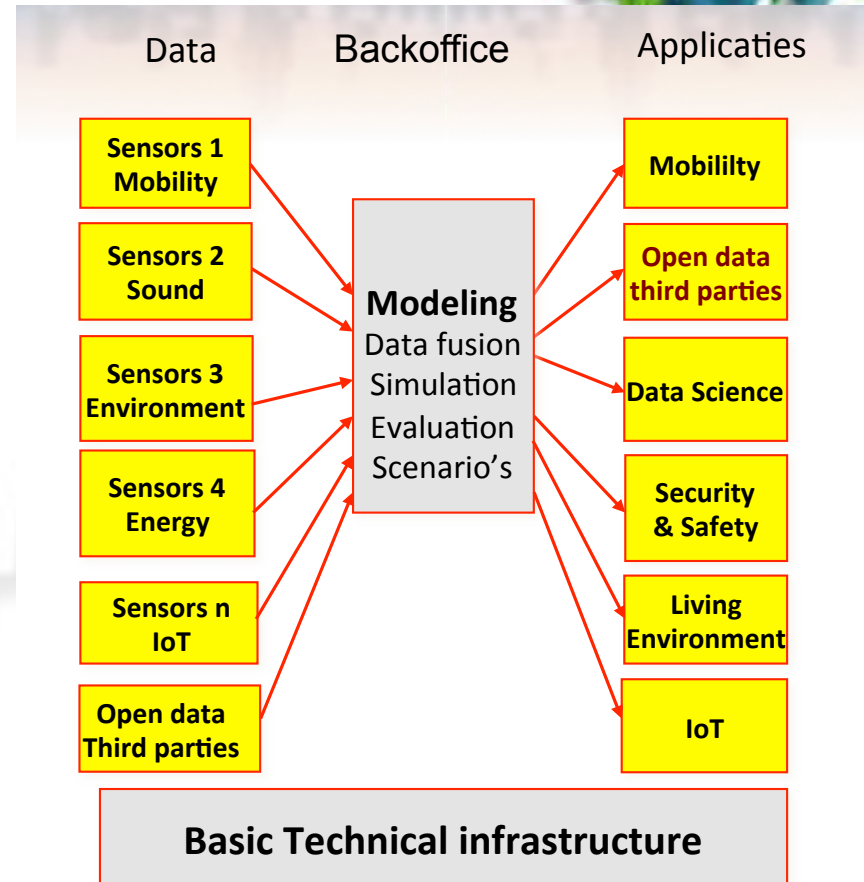 Data
Backoffice
Applicaties
Sensors 1
Mobility
Sensors 2
Sound
Sensors 3
Environment
Sensors 4
Energy
Sensors n
IoT
Open data
Third parties
Modeling
Data fusion
Simulation
Evaluation
Scenario’s
Mobililty
Open data
third parties
Data Science
Security
& Safety
Living
Environment
IoT
Basic Technical infrastructure